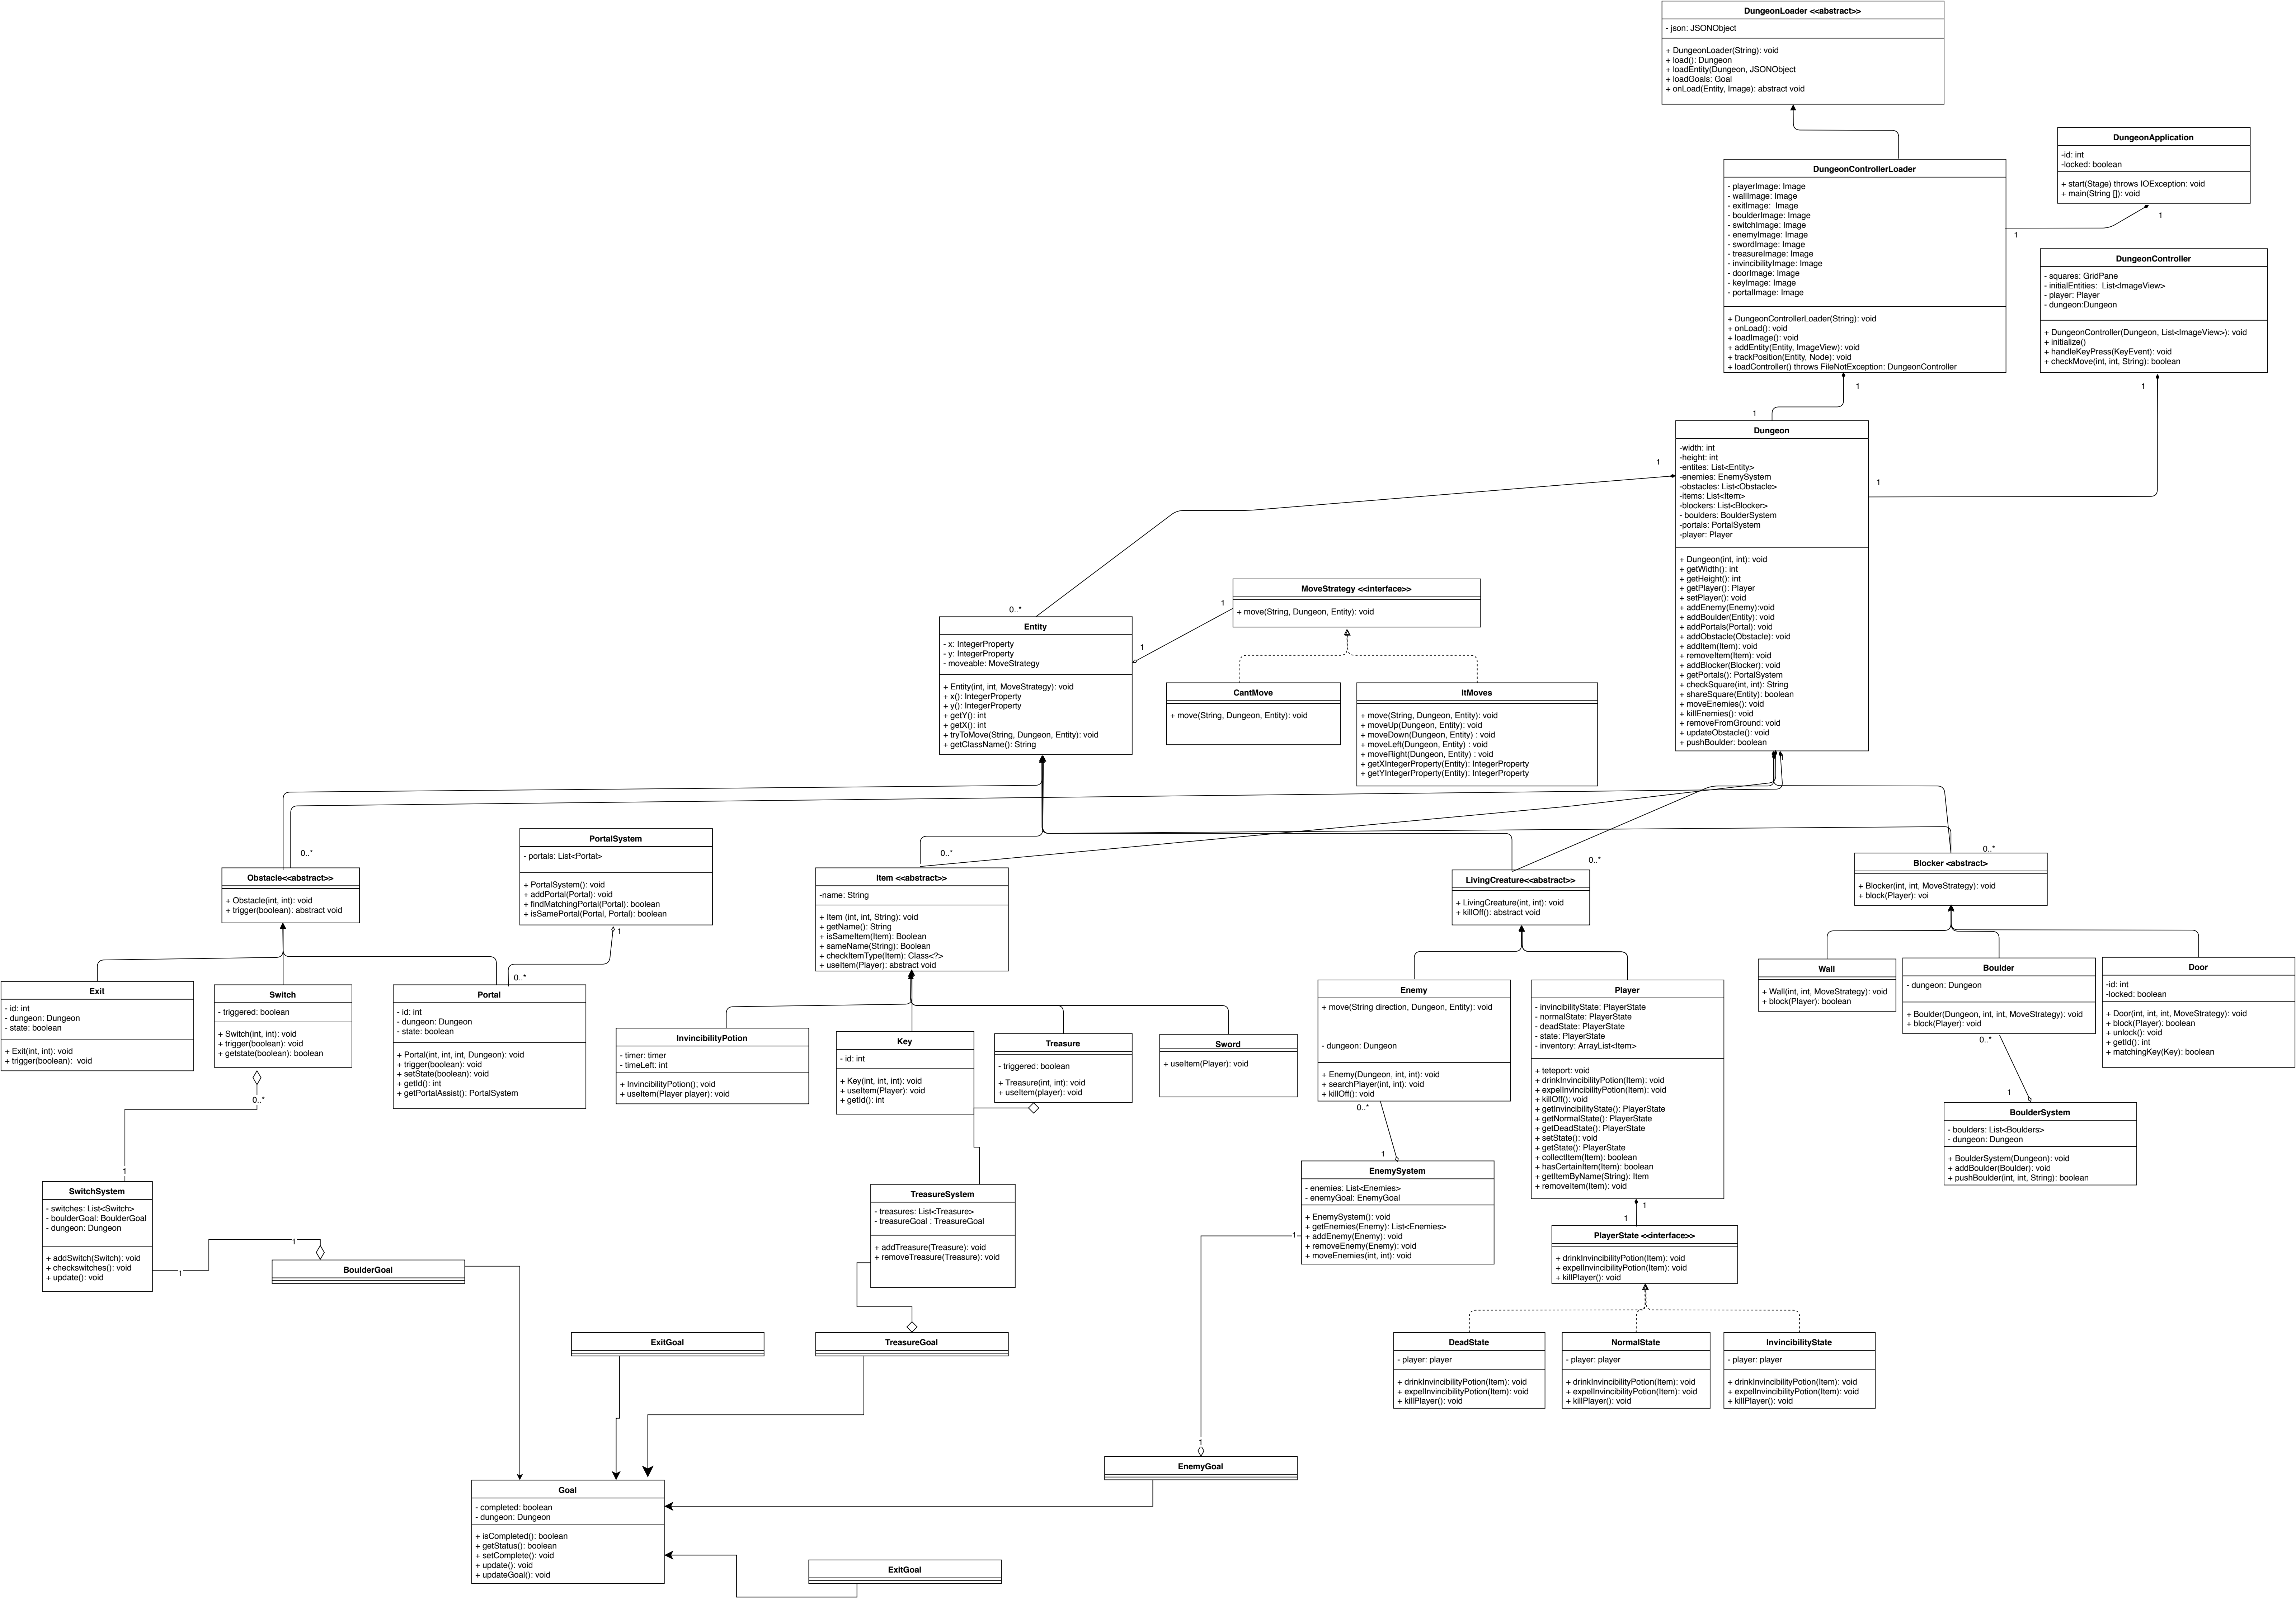 DungeonLoader <<abstract>>
- json: JSONObject
+ DungeonLoader(String): void
+ load(): Dungeon
+ loadEntity(Dungeon, JSONObject
+ loadGoals: Goal
+ onLoad(Entity, Image): abstract void
DungeonApplication
-id: int
-locked: boolean
+ start(Stage) throws IOException: void
+ main(String []): void
1
DungeonControllerLoader
- playerImage: Image
- wallImage: Image
- exitImage:  Image
- boulderImage: Image
- switchImage: Image
- enemyImage: Image
- swordImage: Image
- treasureImage: Image
- invincibilityImage: Image
- doorImage: Image
- keyImage: Image
- portalImage: Image
+ DungeonControllerLoader(String): void
+ onLoad(): void
+ loadImage(): void
+ addEntity(Entity, ImageView): void
+ trackPosition(Entity, Node): void
+ loadController() throws FileNotException: DungeonController
1
1
DungeonController
- squares: GridPane
- initialEntities:  List<ImageView>
- player: Player
- dungeon:Dungeon
+ DungeonController(Dungeon, List<ImageView>): void
+ initialize()
+ handleKeyPress(KeyEvent): void
+ checkMove(int, int, String): boolean
1
1
Dungeon
-width: int
-height: int
-entites: List<Entity>
-enemies: EnemySystem
-obstacles: List<Obstacle>
-items: List<Item>
-blockers: List<Blocker>
- boulders: BoulderSystem
-portals: PortalSystem
-player: Player
+ Dungeon(int, int): void
+ getWidth(): int
+ getHeight(): int
+ getPlayer(): Player
+ setPlayer(): void
+ addEnemy(Enemy):void
+ addBoulder(Entity): void
+ addPortals(Portal): void
+ addObstacle(Obstacle): void
+ addItem(Item): void
+ removeItem(Item): void
+ addBlocker(Blocker): void
+ getPortals(): PortalSystem
+ checkSquare(int, int): String
+ shareSquare(Entity): boolean
+ moveEnemies(): void
+ killEnemies(): void
+ removeFromGround: void
+ updateObstacle(): void
+ pushBoulder: boolean
1
1
1
0..*
Entity
- x: IntegerProperty
- y: IntegerProperty
- moveable: MoveStrategy
+ Entity(int, int, MoveStrategy): void
+ x(): IntegerProperty
+ y(): IntegerProperty
+ getY(): int
+ getX(): int
+ tryToMove(String, Dungeon, Entity): void
+ getClassName(): String
1
1
MoveStrategy <<interface>>
+ move(String, Dungeon, Entity): void
CantMove
+ move(String, Dungeon, Entity): void
ItMoves
+ move(String, Dungeon, Entity): void
+ moveUp(Dungeon, Entity): void
+ moveDown(Dungeon, Entity) : void
+ moveLeft(Dungeon, Entity) : void
+ moveRight(Dungeon, Entity) : void
+ getXIntegerProperty(Entity): IntegerProperty
+ getYIntegerProperty(Entity): IntegerProperty
0..*
Obstacle<<abstract>>
+ Obstacle(int, int): void
+ trigger(boolean): abstract void
PortalSystem
- portals: List<Portal>
+ PortalSystem(): void
+ addPortal(Portal): void
+ findMatchingPortal(Portal): boolean
+ isSamePortal(Portal, Portal): boolean
1
0..*
0..*
Item <<abstract>>
-name: String
+ Item (int, int, String): void
+ getName(): String
+ isSameItem(Item): Boolean
+ sameName(String): Boolean
+ checkItemType(Item): Class<?>
+ useItem(Player): abstract void
0..*
LivingCreature<<abstract>>
+ LivingCreature(int, int): void
+ killOff(): abstract void
0..*
Blocker <abstract>
+ Blocker(int, int, MoveStrategy): void
+ block(Player): voi
Exit
- id: int
- dungeon: Dungeon
- state: boolean
+ Exit(int, int): void
+ trigger(boolean):  void
Switch
- triggered: boolean
+ Switch(int, int): void
+ trigger(boolean): void
+ getstate(boolean): boolean
0..*
1
Portal
- id: int
- dungeon: Dungeon
- state: boolean
+ Portal(int, int, int, Dungeon): void
+ trigger(boolean): void
+ setState(boolean): void
+ getId(): int
+ getPortalAssist(): PortalSystem
InvincibilityPotion
- timer: timer
- timeLeft: int
+ InvincibilityPotion(); void
+ useItem(Player player): void
Key
- id: int
+ Key(int, int, int): void
+ useItem(Player): void
+ getId(): int
Treasure
- triggered: boolean
+ Treasure(int, int): void
+ useItem(player): void
Sword
+ useItem(Player): void
Enemy
+ move(String direction, Dungeon, Entity): void
- dungeon: Dungeon
+ Enemy(Dungeon, int, int): void
+ searchPlayer(int, int): void
+ killOff(): void
0..*
1
Player
- invincibilityState: PlayerState
- normalState: PlayerState
- deadState: PlayerState
- state: PlayerState
- inventory: ArrayList<Item>
+ teteport: void
+ drinkInvincibilityPotion(Item): void
+ expelInvincibilityPotion(Item): void
+ killOff(): void
+ getInvincibilityState(): PlayerState
+ getNormalState(): PlayerState
+ getDeadState(): PlayerState
+ setState(): void
+ getState(): PlayerState
+ collectItem(Item): boolean
+ hasCertainItem(Item): boolean
+ getItemByName(String): Item
+ removeItem(Item): void
1
1
Wall
+ Wall(int, int, MoveStrategy): void
+ block(Player): boolean
Boulder
- dungeon: Dungeon
+ Boulder(Dungeon, int, int, MoveStrategy): void
+ block(Player): void
0..*
1
Door
-id: int
-locked: boolean
+ Door(int, int, int, MoveStrategy): void
+ block(Player): boolean
+ unlock(): void
+ getId(): int
+ matchingKey(Key): boolean
BoulderSystem
- boulders: List<Boulders>
- dungeon: Dungeon
+ BoulderSystem(Dungeon): void
+ addBoulder(Boulder): void
+ pushBoulder(int, int, String): boolean
SwitchSystem
- switches: List<Switch>
- boulderGoal: BoulderGoal
- dungeon: Dungeon
+ addSwitch(Switch): void
+ checkswitches(): void
+ update(): void
1
1
BoulderGoal
TreasureSystem
- treasures: List<Treasure>
- treasureGoal : TreasureGoal
+ addTreasure(Treasure): void
+ removeTreasure(Treasure): void
EnemySystem
- enemies: List<Enemies>
- enemyGoal: EnemyGoal
+ EnemySystem(): void
+ getEnemies(Enemy): List<Enemies>
+ addEnemy(Enemy): void
+ removeEnemy(Enemy): void
+ moveEnemies(int, int): void
1
1
PlayerState <<interface>>
+ drinkInvincibilityPotion(Item): void
+ expelInvincibilityPotion(Item): void
+ killPlayer(): void
ExitGoal
TreasureGoal
DeadState
- player: player
+ drinkInvincibilityPotion(Item): void
+ expelInvincibilityPotion(Item): void
+ killPlayer(): void
NormalState
- player: player
+ drinkInvincibilityPotion(Item): void
+ expelInvincibilityPotion(Item): void
+ killPlayer(): void
InvincibilityState
- player: player
+ drinkInvincibilityPotion(Item): void
+ expelInvincibilityPotion(Item): void
+ killPlayer(): void
EnemyGoal
Goal
- completed: boolean
- dungeon: Dungeon
+ isCompleted(): boolean
+ getStatus(): boolean
+ setComplete(): void
+ update(): void
+ updateGoal(): void
ExitGoal